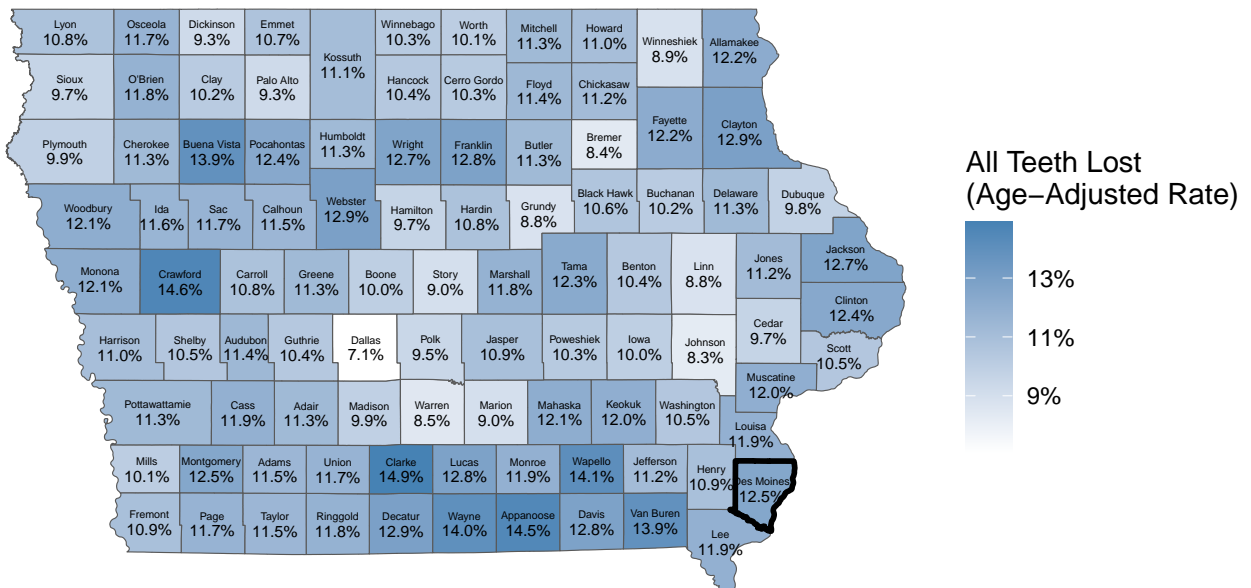 Lyon
10.8%
Osceola
11.7%
Dickinson
9.3%
Emmet
10.7%
Kossuth
11.1%
Winnebago
10.3%
Worth
10.1%
Mitchell
11.3%
Howard
11.0%
Winneshiek
8.9%
Allamakee
12.2%
Sioux
9.7%
O'Brien
11.8%
Clay
10.2%
Palo Alto
9.3%
Hancock
10.4%
Cerro Gordo
10.3%
Floyd
11.4%
Chickasaw
11.2%
Plymouth
9.9%
Cherokee
11.3%
Buena Vista
13.9%
Pocahontas
12.4%
Humboldt
11.3%
Wright
12.7%
Franklin
12.8%
Butler
11.3%
Bremer
8.4%
Fayette
12.2%
Clayton
12.9%
Woodbury
12.1%
Ida
11.6%
Sac
11.7%
Calhoun
11.5%
Webster
12.9%
Hamilton
9.7%
Hardin
10.8%
Grundy
8.8%
Black Hawk
10.6%
Buchanan
10.2%
Delaware
11.3%
Dubuque
9.8%
Monona
12.1%
Crawford
14.6%
Carroll
10.8%
Greene
11.3%
Boone
10.0%
Story
9.0%
Marshall
11.8%
Tama
12.3%
Benton
10.4%
Linn
8.8%
Jones
11.2%
Jackson
12.7%
Clinton
12.4%
Harrison
11.0%
Shelby
10.5%
Audubon
11.4%
Guthrie
10.4%
Dallas
7.1%
Polk
9.5%
Jasper
10.9%
Poweshiek
10.3%
Iowa
10.0%
Johnson
8.3%
Cedar
9.7%
Scott
10.5%
Muscatine
12.0%
Pottawattamie
11.3%
Cass
11.9%
Adair
11.3%
Madison
9.9%
Warren
8.5%
Marion
9.0%
Mahaska
12.1%
Keokuk
12.0%
Washington
10.5%
Louisa
11.9%
Mills
10.1%
Montgomery
12.5%
Adams
11.5%
Union
11.7%
Clarke
14.9%
Lucas
12.8%
Monroe
11.9%
Wapello
14.1%
Jefferson
11.2%
Henry
10.9%
Des Moines
12.5%
Fremont
10.9%
Page
11.7%
Taylor
11.5%
Ringgold
11.8%
Decatur
12.9%
Wayne
14.0%
Appanoose
14.5%
Davis
12.8%
Van Buren
13.9%
Lee
11.9%
All Teeth Lost
(Age−Adjusted Rate)
13%
11%
9%